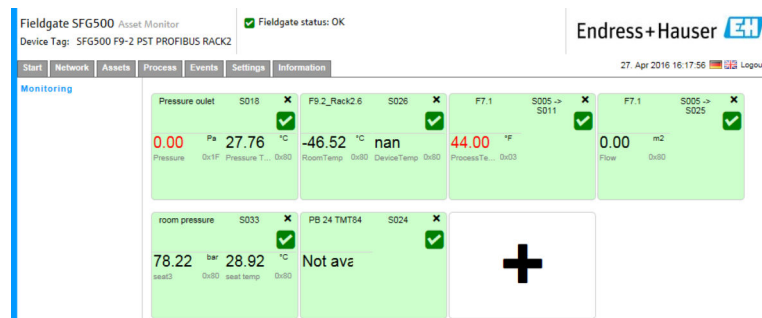 Fieldgate SFG500 Asset Monitor
Fieldgate status: OK
Device Tag: SFG500 F9-2 PST PROFIBUS RACK2
Endress+Hauser EH
Start Network Assets Process Events Settings Information
27. Apr 2016 16:17:56 Logou
Monitoring
Pressure oulet S018
0.00 Pa 27.76 °C
Pressure 0x1F Pressure T... 0x80
F9.2_Rack2.6 S026
-46.52 °C nan
RoomTemp 0x80 DeviceTemp 0x80
F7.1 S005 ->
S011
44.00 °F
ProcessTe... 0x03
F7.1 S005 ->
S025
0.00 m2
Flow 0x80
room pressure S033
78.22 bar 28.92 °C
seat3 0x80 seat temp 0x80
PB 24 TMT84 S024
Not ava